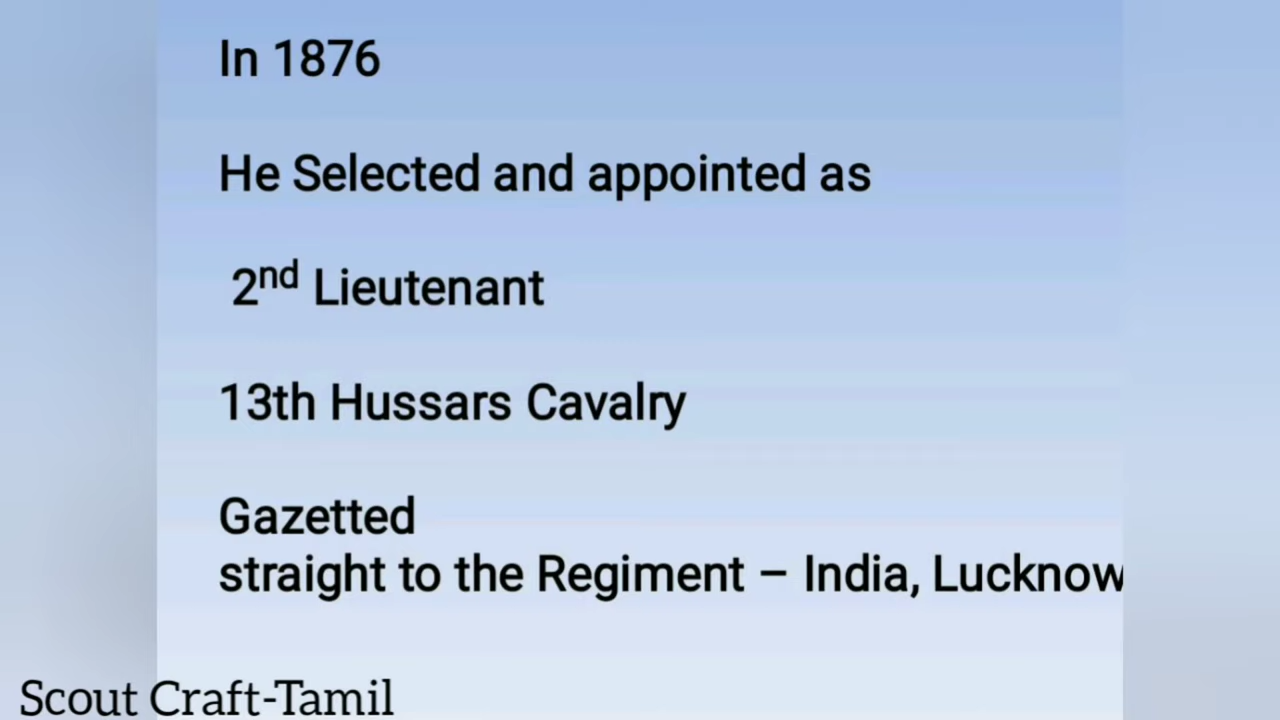 In 1876
He Selected and appointed as
2nd Lieutenant
13th Hussars Cavalry
Gazetted
straight to the Regiment – India, Lucknow
Scout Craft-Tamil